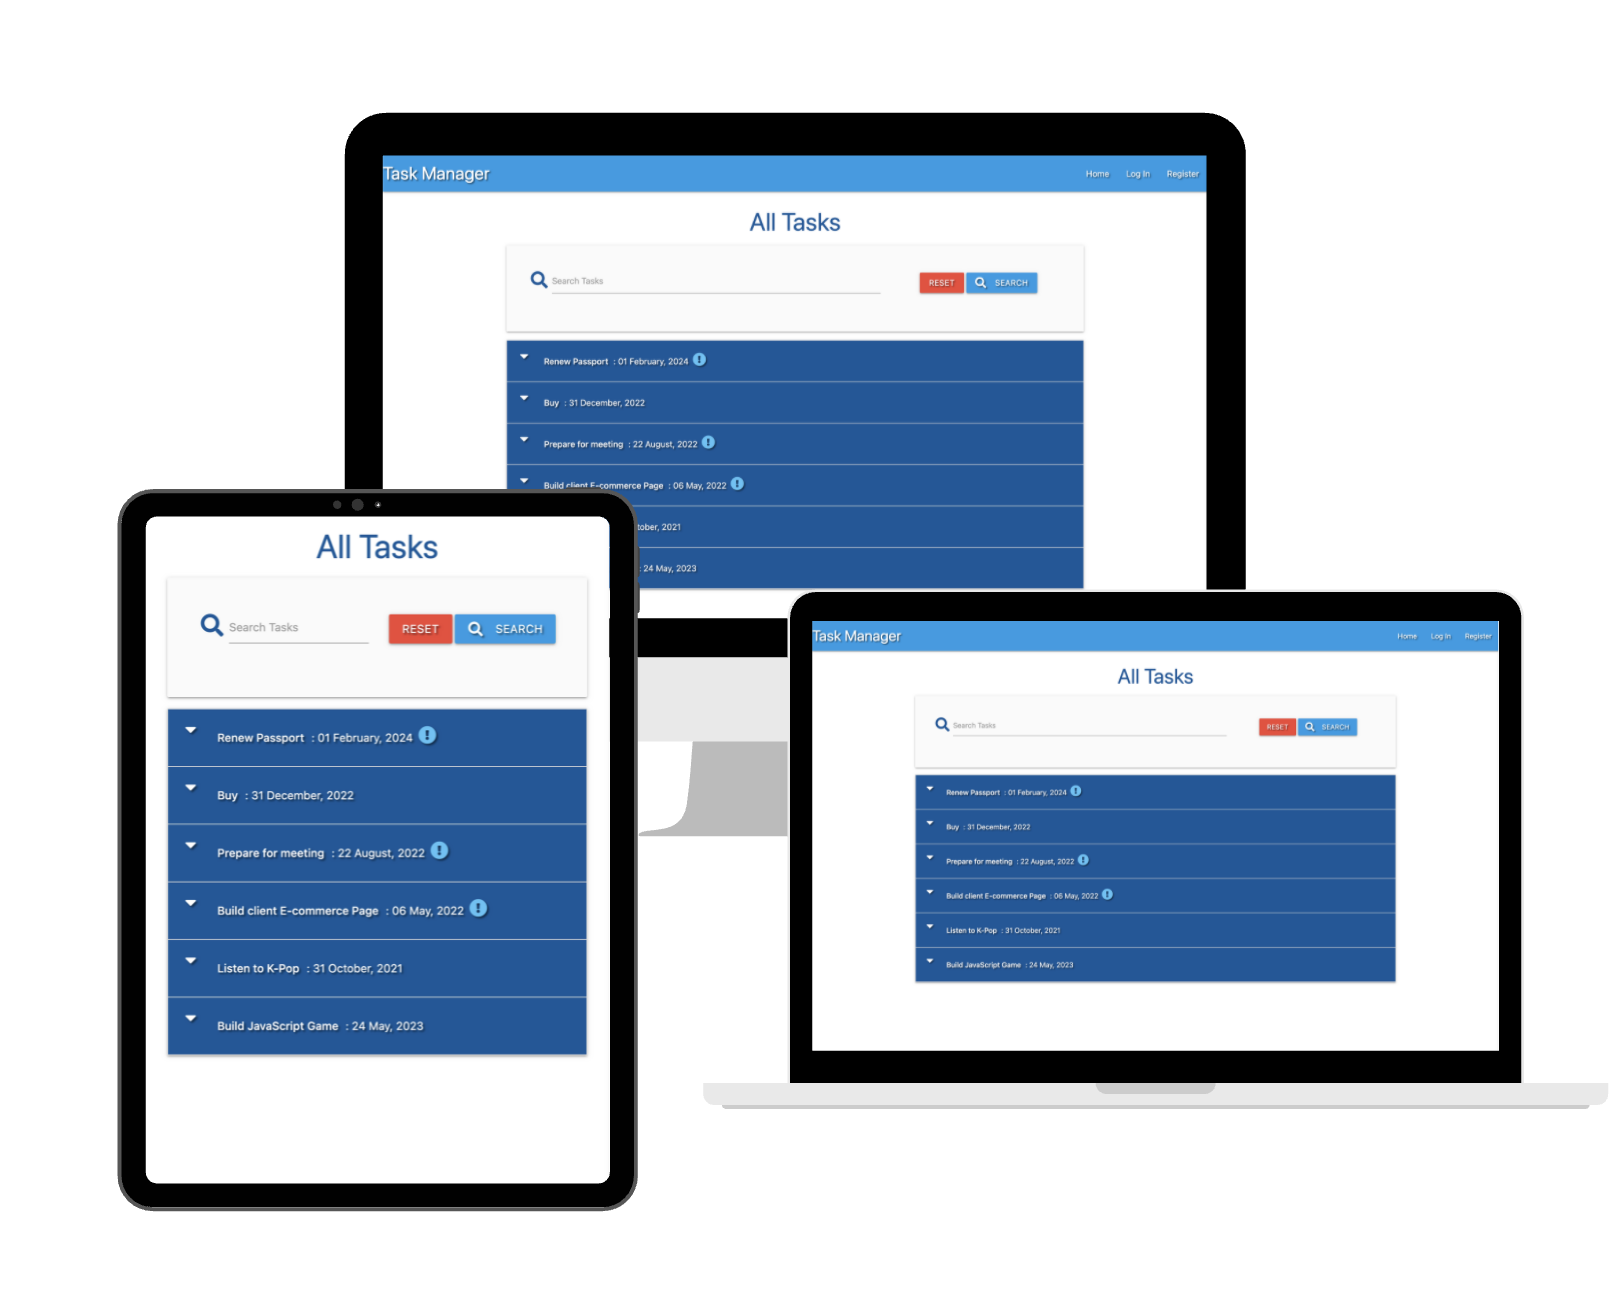 Task Manager
Home Log In Register
All Tasks
Search Tasks
RESET SEARCH
Renew Passport : 01 February, 2024
Buy : 31 December, 2022
Prepare for meeting : 22 August, 2022
Build client E-commerce Page : 06 May, 2022
tober, 2021
: 24 May, 2023
All Tasks
Search Tasks
RESET SEARCH
Renew Passport : 01 February, 2024
Buy : 31 December, 2022
Prepare for meeting : 22 August, 2022
Build client E-commerce Page : 06 May, 2022
Listen to K-Pop : 31 October, 2021
Build JavaScript Game : 24 May, 2023
Task Manager
Home Log In Register
All Tasks
Search Tasks
RESET SEARCH
Renew Passport : 01 February, 2024
Buy : 31 December, 2022
Prepare for meeting : 22 August, 2022
Build client E-commerce Page : 06 May, 2022
Listen to K-Pop : 31 October, 2021
Build JavaScript Game : 24 May, 2023